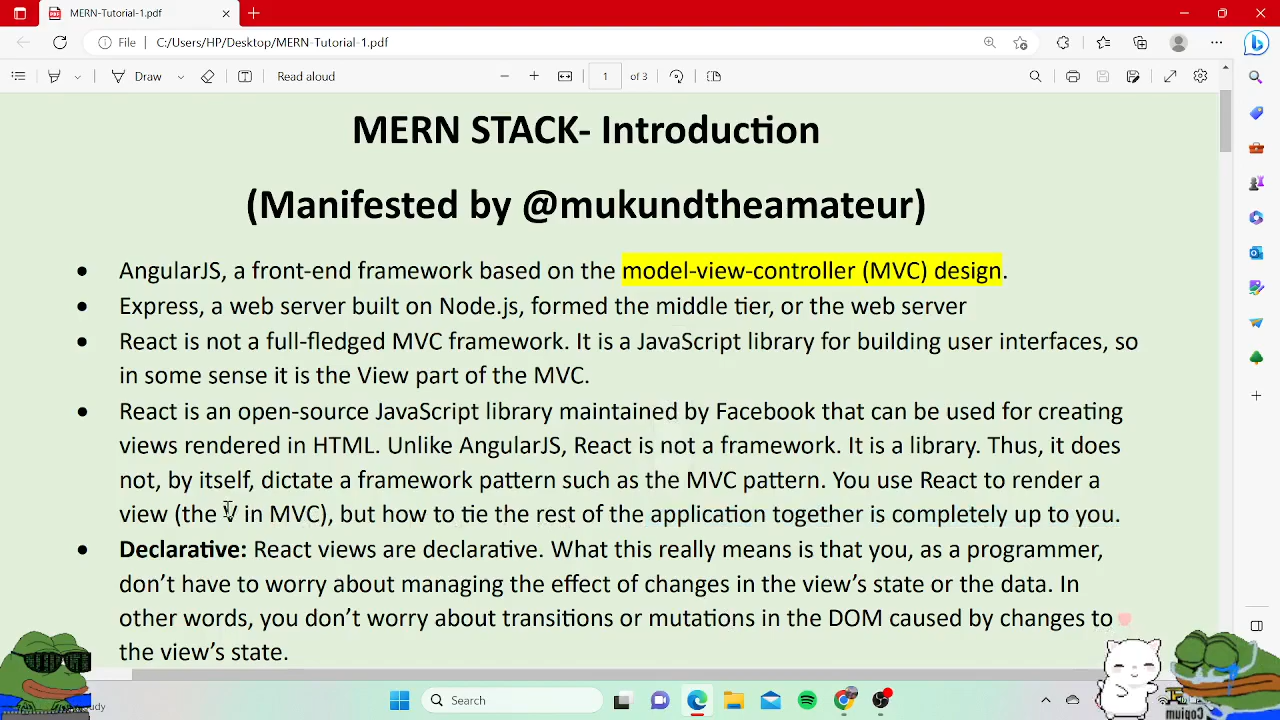 MERN-Tutorial-1.pdf
File C:/Users/HP/Desktop/MERN-Tutorial-1.pdf
Draw Read aloud 1 of 3
MERN STACK- Introduction
(Manifested by @mukundtheamateur)
• AngularJS, a front-end framework based on the model-view-controller (MVC) design.
• Express, a web server built on Node.js, formed the middle tier, or the web server
• React is not a full-fledged MVC framework. It is a JavaScript library for building user interfaces, so
in some sense it is the View part of the MVC.
• React is an open-source JavaScript library maintained by Facebook that can be used for creating
views rendered in HTML. Unlike AngularJS, React is not a framework. It is a library. Thus, it does
not, by itself, dictate a framework pattern such as the MVC pattern. You use React to render a
view (the V in MVC), but how to tie the rest of the application together is completely up to you.
• Declarative: React views are declarative. What this really means is that you, as a programmer,
don't have to worry about managing the effect of changes in the view's state or the data. In
other words, you don't worry about transitions or mutations in the DOM caused by changes to
the view's state.
Search